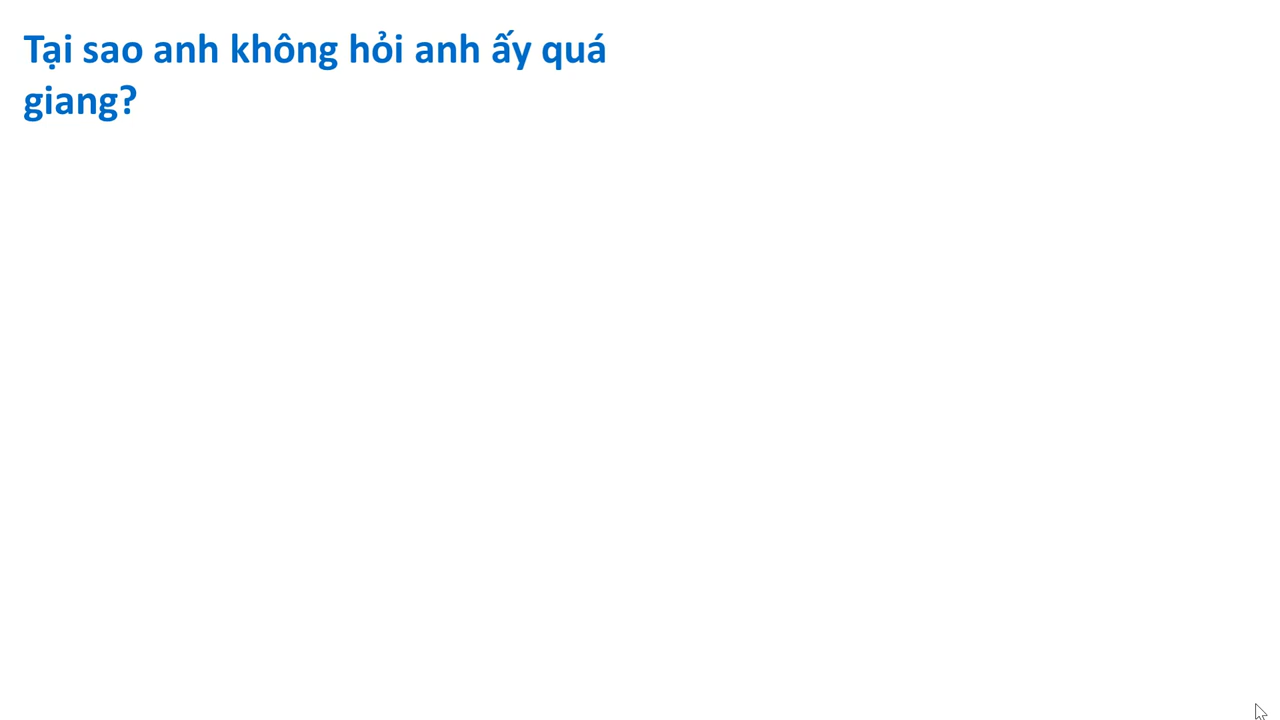 Tại sao anh không hỏi anh ấy quá
giang?